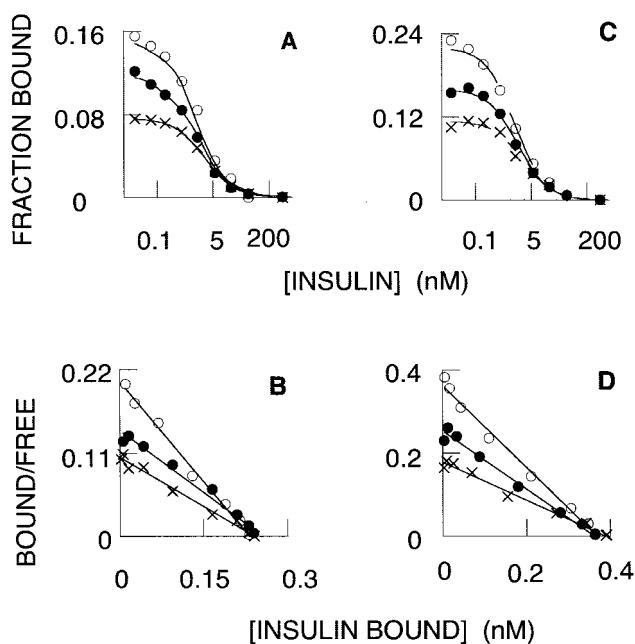 0.16
A
0.08
0
0.1 5 200
0.24
C
0.12
0
0.1 5 200
FRACTION BOUND
[INSULIN] (nM)
0.22
B
0.11
0
0 0.15 0.3
0.4
D
0.2
0
0 0.2 0.4
BOUND/FREE
[INSULIN BOUND] (nM)